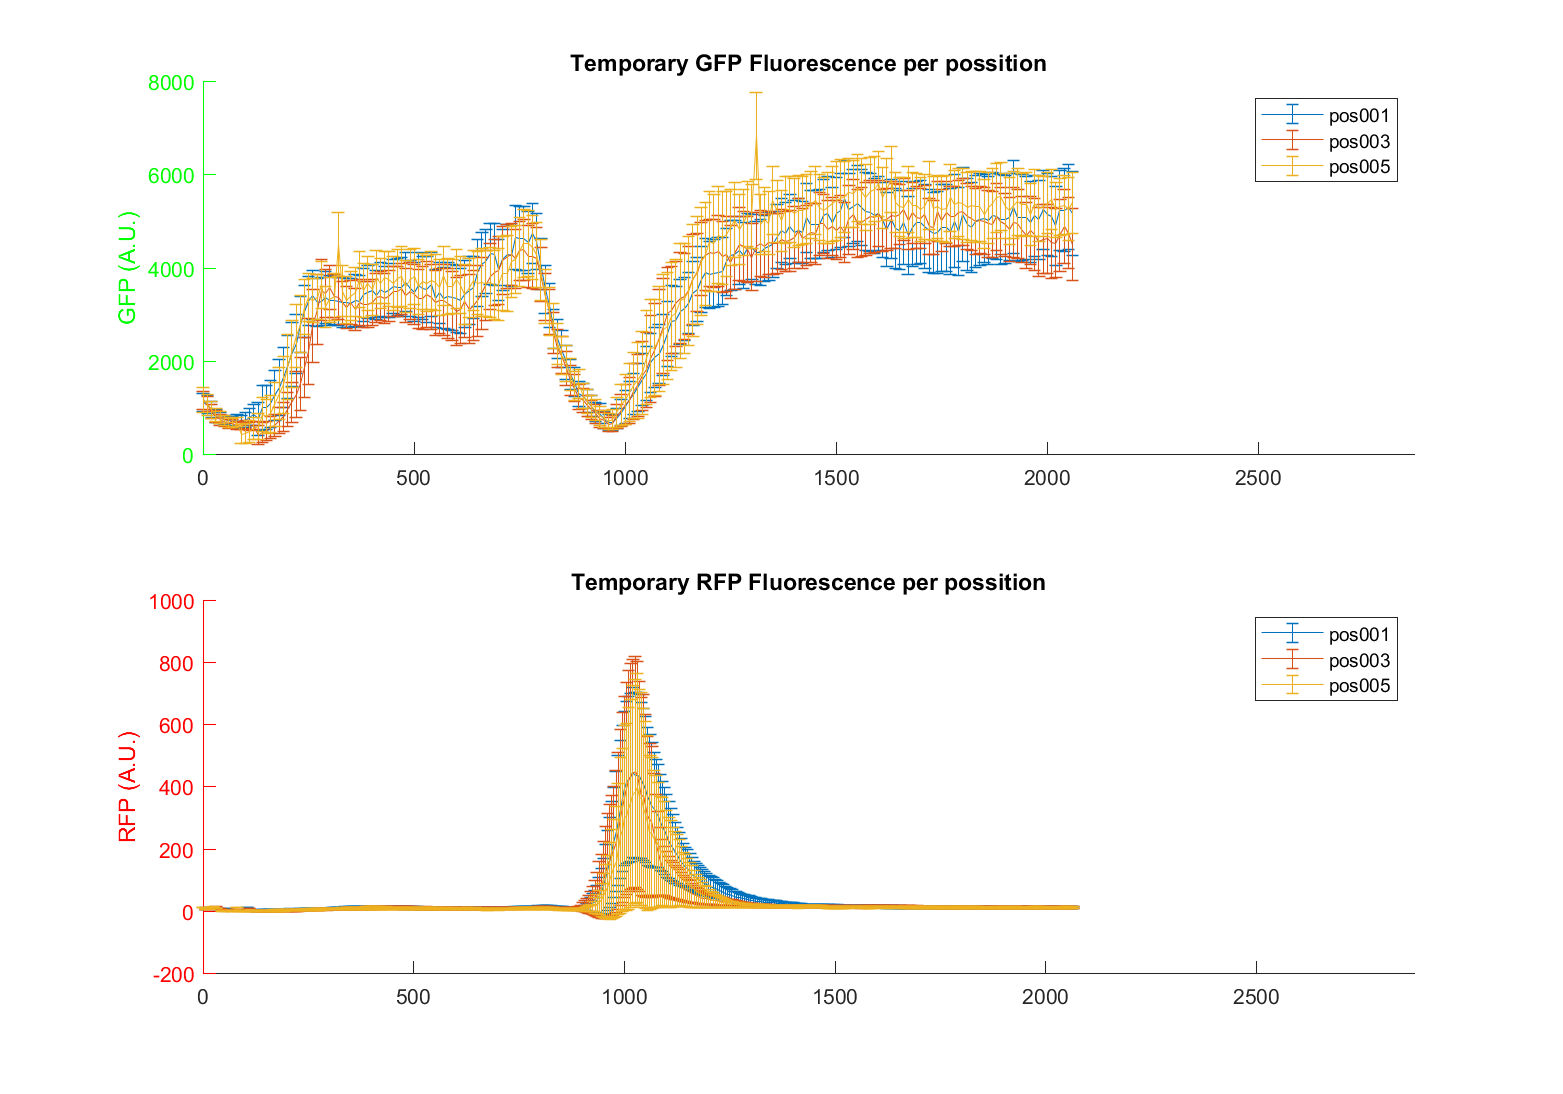 Temporary GFP Fluorescence per possition
8000
6000
4000
2000
0
GFP (A.U.)
0 500 1000 1500 2000 2500
pos001
pos003
pos005
Temporary RFP Fluorescence per possition
1000
800
600
400
200
0
-200
RFP (A.U.)
0 500 1000 1500 2000 2500
pos001
pos003
pos005